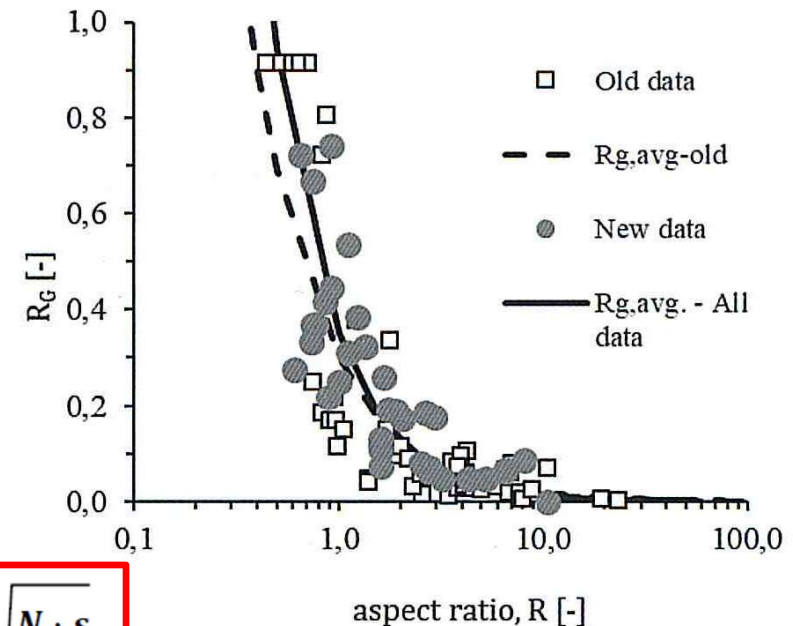 1,0
0,8
0,6
0,4
0,2
0,0
R_G [-]
Old data
Rg,avg-old
New data
Rg,avg. - All
data
0,1
1,0
10,0
100,0
aspect ratio, R [-]
N · s